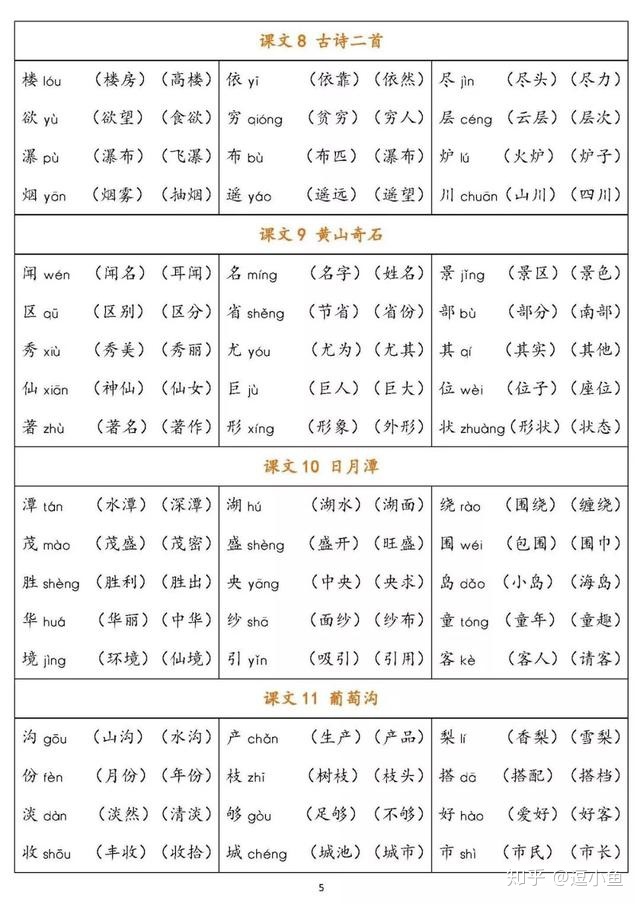 课文8 古诗二首
楼 lóu （楼房）（高楼） 依 yī （依靠）（依然） 尽 jìn （尽头）（尽力）
欲 yù （欲望）（食欲） 穷 qióng （贫穷）（穷人） 层 céng （云层）（层次）
瀑 pù （瀑布）（飞瀑） 布 bù （布匹）（瀑布） 炉 lú （火炉）（炉子）
烟 yān （烟雾）（抽烟） 遥 yáo （遥远）（遥望） 川 chuān （山川）（四川）
课文9 黄山奇石
闻 wén （闻名）（耳闻） 名 míng （名字）（姓名） 景 jǐng （景区）（景色）
区 qū （区别）（区分） 省 shěng （节省）（省份） 部 bù （部分）（南部）
秀 xiù （秀美）（秀丽） 尤 yóu （尤为）（尤其） 其 qí （其实）（其他）
仙 xiān （神仙）（仙女） 巨 jù （巨人）（巨大） 位 wèi （位子）（座位）
著 zhù （著名）（著作） 形 xíng （形象）（外形） 状 zhuàng （形状）（状态）
课文10 日月潭
潭 tán （水潭）（深潭） 湖 hú （湖水）（湖面） 绕 rào （围绕）（缠绕）
茂 mào （茂盛）（茂密） 盛 shèng （盛开）（旺盛） 围 wéi （包围）（围巾）
胜 shèng （胜利）（胜出） 央 yāng （中央）（央求） 岛 dǎo （小岛）（海岛）
华 huá （华丽）（中华） 纱 shā （面纱）（纱布） 童 tóng （童年）（童趣）
境 jìng （环境）（仙境） 引 yǐn （吸引）（引用） 客 kè （客人）（请客）
课文11 葡萄沟
沟 gōu （山沟）（水沟） 产 chǎn （生产）（产品） 梨 lí （香梨）（雪梨）
份 fèn （月份）（年份） 枝 zhī （树枝）（枝头） 搭 dā （搭配）（搭档）
淡 dàn （淡然）（清淡） 够 gòu （足够）（不够） 好 hào （爱好）（好客）
收 shōu （丰收）（收拾） 城 chéng （城池）（城市） 市 shì （市民）（市长）
5
知乎 @逗小鱼